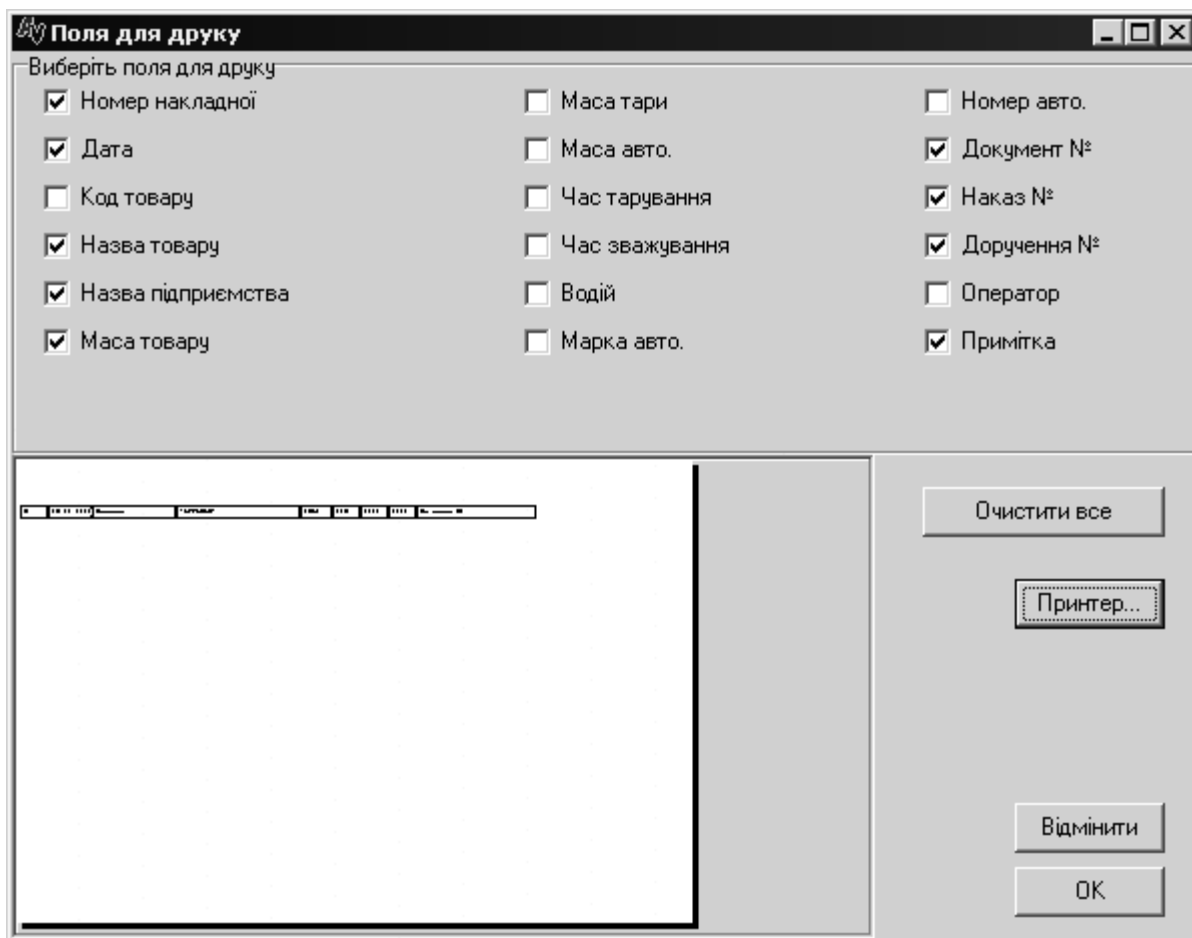 Поля для друку
Виберіть поля для друку
Номер накладної
Маса тари
Номер авто.
Дата
Маса авто.
Документ №
Код товару
Час тарування
Наказ №
Назва товару
Час зважування
Доручення №
Назва підприємства
Водій
Оператор
Маса товару
Марка авто.
Примітка
Очистити все
Принтер...
Відмінити
OK